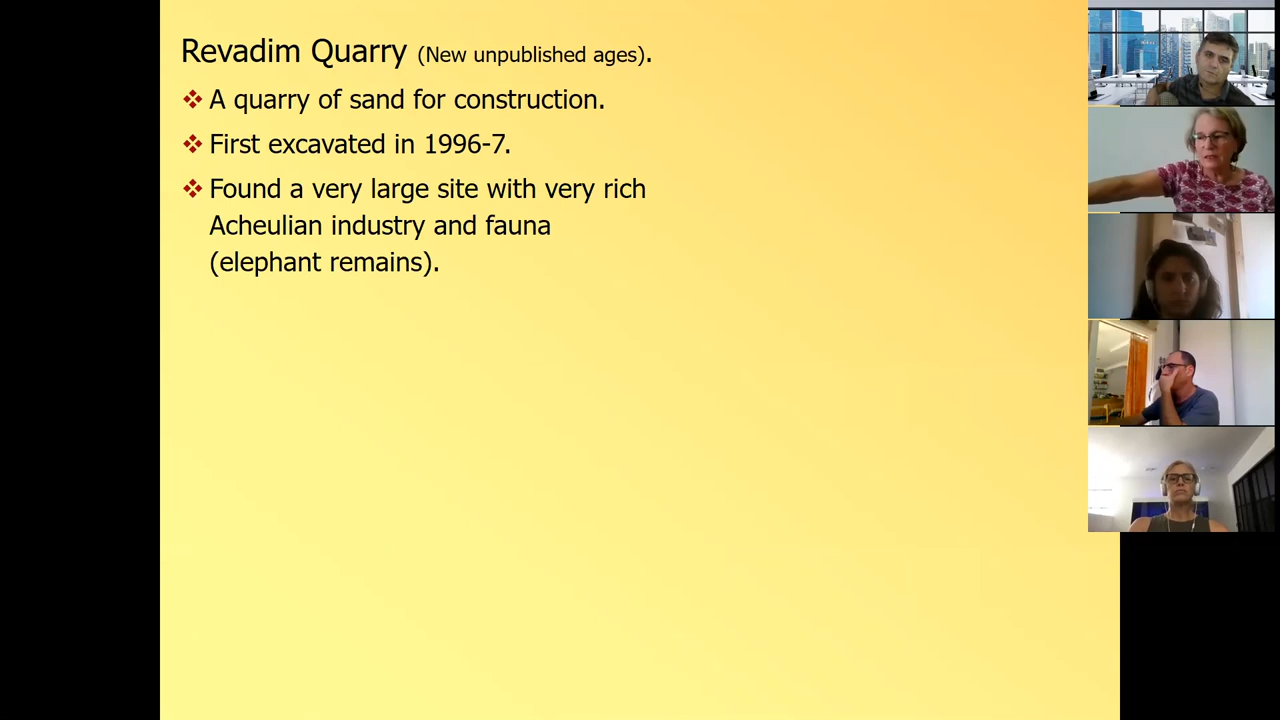 Revadim Quarry (New unpublished ages).
❖ A quarry of sand for construction.
❖ First excavated in 1996-7.
❖ Found a very large site with very rich
Acheulian industry and fauna
(elephant remains).